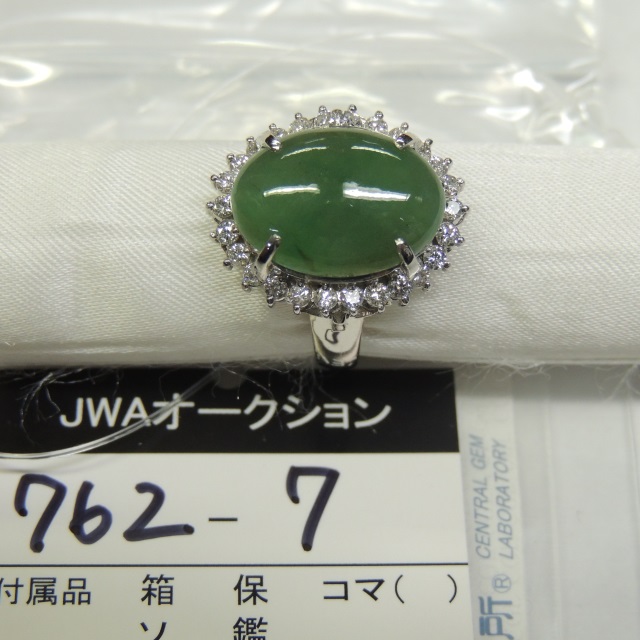 JWAオークション
762-7
付属品 箱 保 コマ( )
ソ 鑑
CENTRAL GEM
LABORATORY
所®